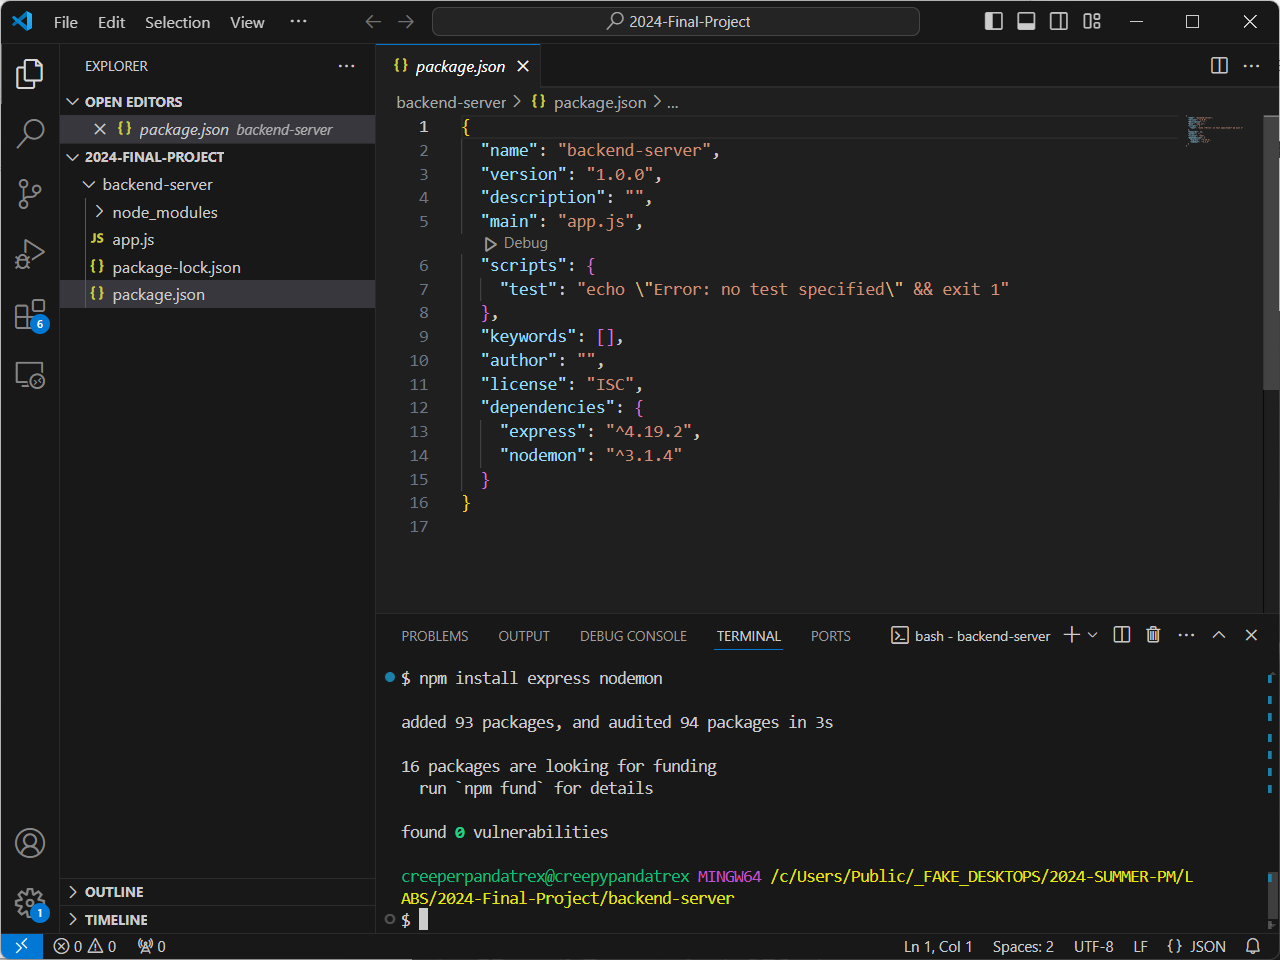 File Edit Selection View ··· 2024-Final-Project
EXPLORER ···
OPEN EDITORS
package.json backend-server
2024-FINAL-PROJECT
backend-server
node_modules
JS app.js
{} package-lock.json
{} package.json
OUTLINE
TIMELINE
6
1
{} package.json
backend-server > {} package.json > ...
1 {
2 "name": "backend-server",
3 "version": "1.0.0",
4 "description": "",
5 "main": "app.js",
Debug
6 "scripts": {
7 "test": "echo \"Error: no test specified\" && exit 1"
8 },
9 "keywords": [],
10 "author": "",
11 "license": "ISC",
12 "dependencies": {
13 "express": "^4.19.2",
14 "nodemon": "^3.1.4"
15 }
16 }
17
PROBLEMS OUTPUT DEBUG CONSOLE TERMINAL PORTS bash - backend-server
$ npm install express nodemon
added 93 packages, and audited 94 packages in 3s
16 packages are looking for funding
run `npm fund` for details
found 0 vulnerabilities
creeperpandatrex@creepypandatrex MINGW64 /c/Users/Public/_FAKE_DESKTOPS/2024-SUMMER-PM/L
ABS/2024-Final-Project/backend-server
$
0 0 0 Ln 1, Col 1 Spaces: 2 UTF-8 LF {} JSON